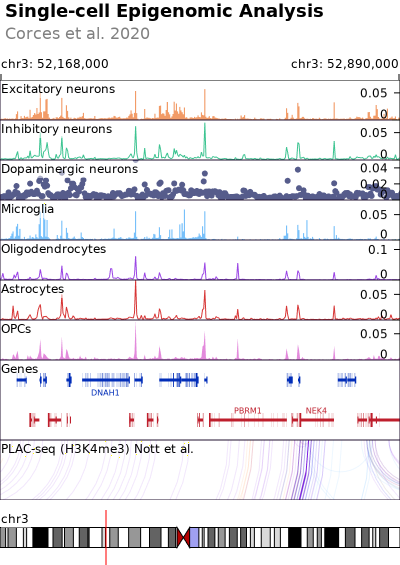 Single-cell Epigenomic Analysis
Corces et al. 2020
chr3: 52,168,000 chr3: 52,890,000
Excitatory neurons 0.05
0
Inhibitory neurons 0.05
0
Dopaminergic neurons 0.04
0.02
0
Microglia 0.05
0
Oligodendrocytes 0.1
0
Astrocytes 0.05
0
OPCs 0.05
0
Genes
DNAH1
PBRM1 NEK4
PLAC-seq (H3K4me3) Nott et al.
chr3